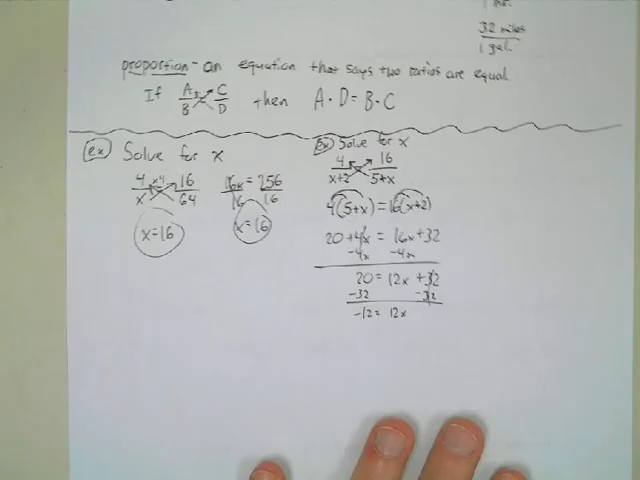 1 hr.
32 miles
1 gal.
proportion - an equation that says two ratios are equal
If A/B = C/D then A·D = B·C
ex Solve for x
4/x = 16/64
16x = 256
16 16
x=16
x=16
ex Solve for x
4/x+2 = 16/5+x
4(5+x) = 16(x+2)
20+4x = 16x+32
-4x -4x
20 = 12x +32
-32 -32
-12 = 12x